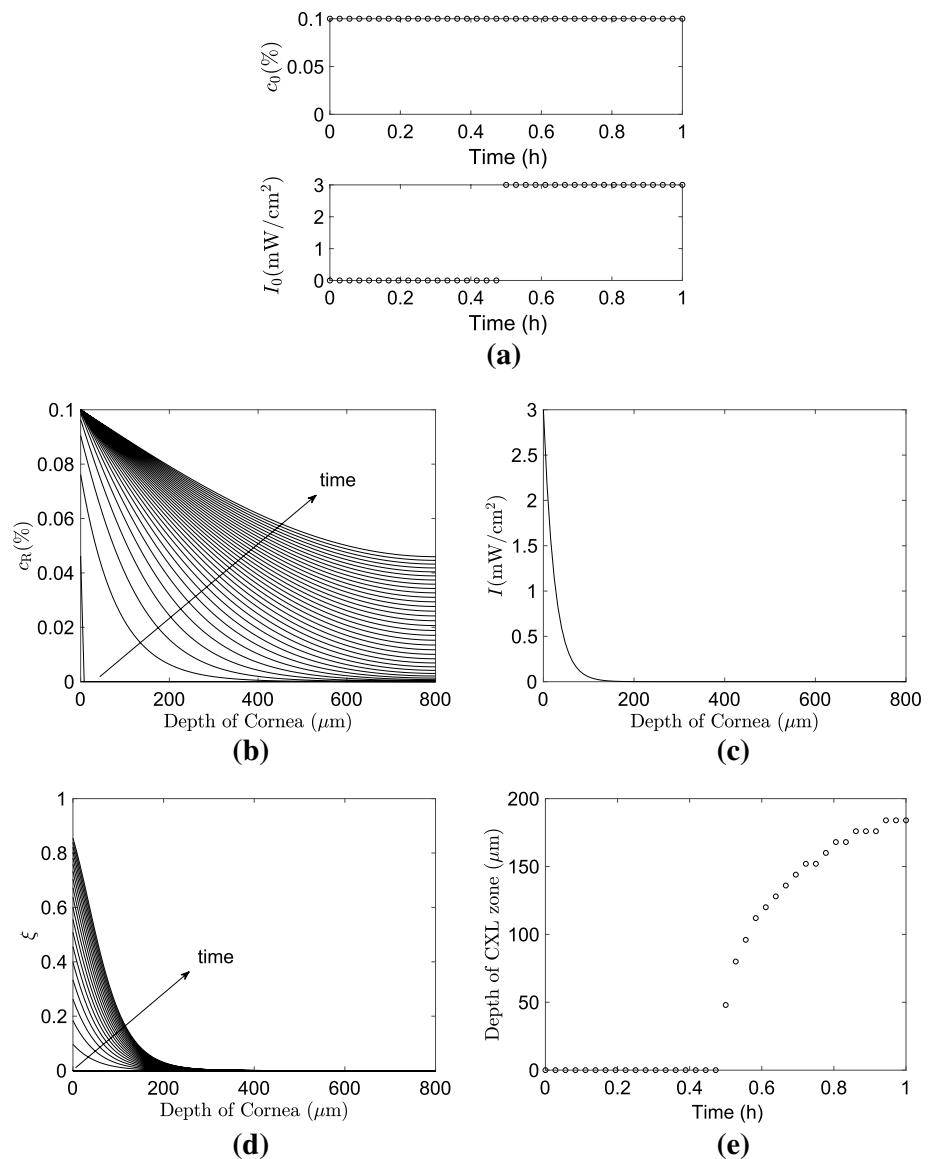 0.1
0.05
0
c₀(%)
0 0.2 0.4 0.6 0.8 1
Time (h)
3
2
1
0
I₀(mW/cm²)
0 0.2 0.4 0.6 0.8 1
Time (h)
(a)
0.1
0.08
0.06
0.04
0.02
0
c_R(%)
time
0 200 400 600 800
Depth of Cornea (μm)
(b)
3
2.5
2
1.5
1
0.5
0
I(mW/cm²)
0 200 400 600 800
Depth of Cornea (μm)
(c)
1
0.8
0.6
0.4
0.2
0
ξ
time
0 200 400 600 800
Depth of Cornea (μm)
(d)
200
150
100
50
0
Depth of CXL zone (μm)
0 0.2 0.4 0.6 0.8 1
Time (h)
(e)